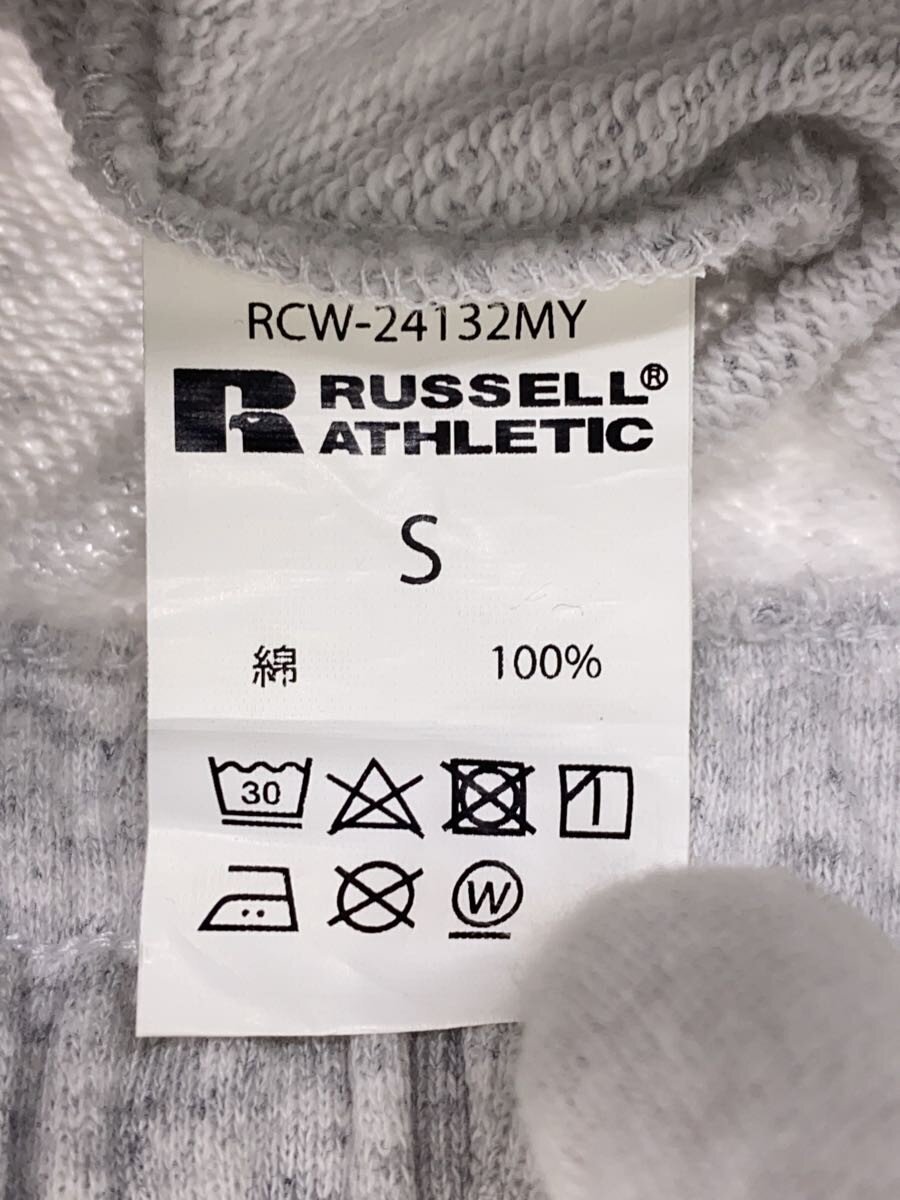 RCW-24132MY
R RUSSELL®
ATHLETIC
S
綿 100%
30
W